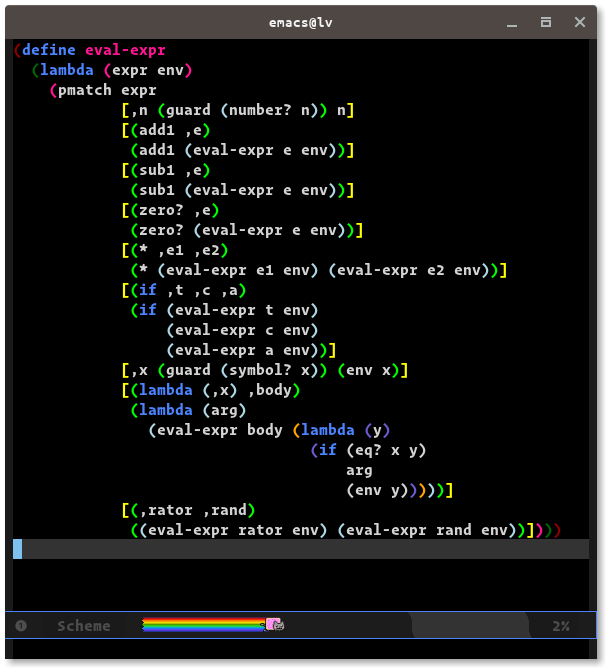 emacs@lv
(define eval-expr
  (lambda (expr env)
    (pmatch expr
            [,n (guard (number? n)) n]
            [(add1 ,e)
             (add1 (eval-expr e env))]
            [(sub1 ,e)
             (sub1 (eval-expr e env))]
            [(zero? ,e)
             (zero? (eval-expr e env))]
            [(* ,e1 ,e2)
             (* (eval-expr e1 env) (eval-expr e2 env))]
            [(if ,t ,c ,a)
             (if (eval-expr t env)
                 (eval-expr c env)
                 (eval-expr a env))]
            [,x (guard (symbol? x)) (env x)]
            [(lambda (,x) ,body)
             (lambda (arg)
               (eval-expr body (lambda (y)
                                 (if (eq? x y)
                                     arg
                                     (env y)))))]
            [(,rator ,rand)
             ((eval-expr rator env) (eval-expr rand env))])))
❶ Scheme 2%